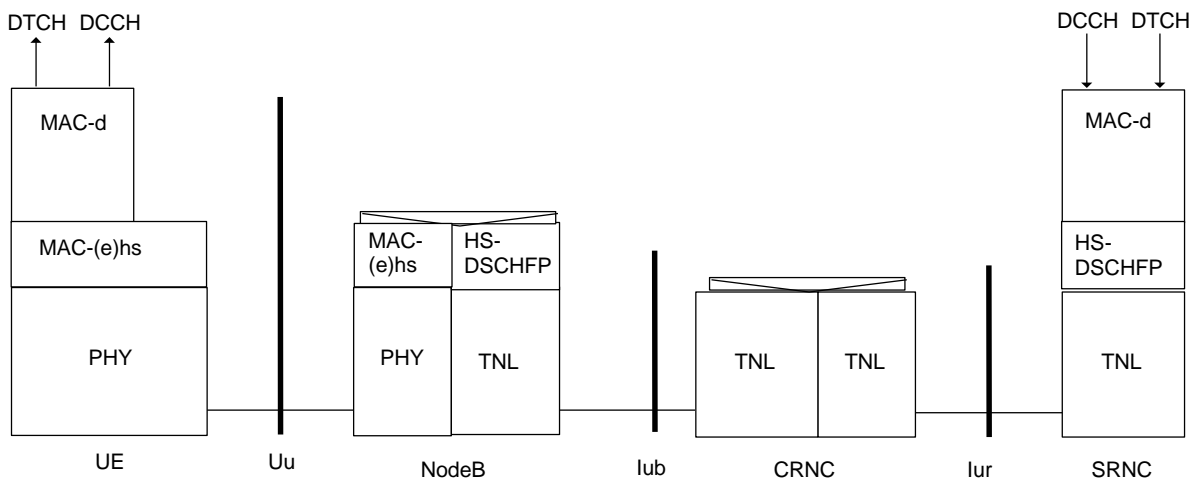 DTCH DCCH
DCCH DTCH
MAC-d
MAC-d
MAC-(e)hs
MAC-
(e)hs
HS-
DSCHFP
HS-
DSCHFP
PHY
PHY
TNL
TNL
TNL
TNL
UE
Uu
NodeB
Iub
CRNC
Iur
SRNC